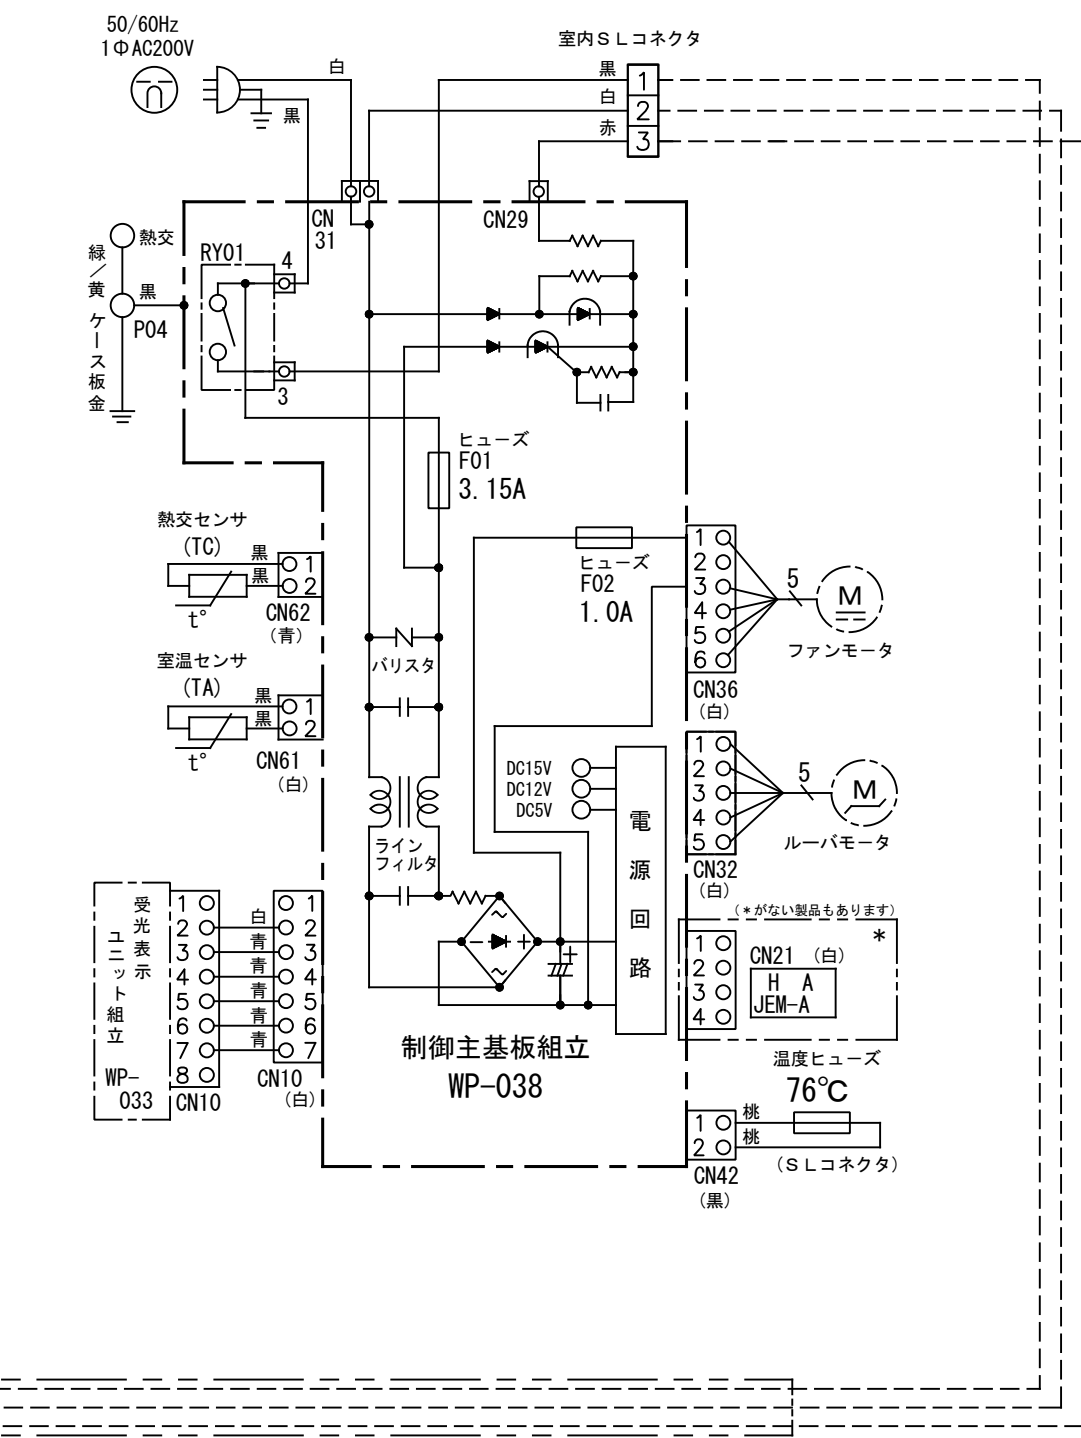 50/60Hz
1ΦAC200V
室内SLコネクタ
白
黒
黒 1
白 2
赤 3
CN
31
CN29
熱交
RY01
4
緑/黄
黒
P04
ケース板金
3
ヒューズ
F01
3.15A
熱交センサ
(TC)
黒 1
黒 2
t°
CN62
(青)
ヒューズ
F02
1.0A
1
2
3
4
5
6
5
M
ファンモータ
CN36
(白)
室温センサ
(TA)
黒 1
黒 2
t°
CN61
(白)
バリスタ
DC15V
DC12V
DC5V
電源回路
1
2
3
4
5
5
M
ルーバモータ
CN32
(白)
ライン
フィルタ
受光表示
ユニット組立
WP-
033
1
2
3
4
5
6
7
8
CN10
白
青
青
青
青
青
1
2
3
4
5
6
7
CN10
(白)
~
- +
~
+
制御主基板組立
WP-038
(*がない製品もあります)
*
1
2
3
4
CN21 (白)
H A
JEM-A
温度ヒューズ
76℃
1 桃
2 桃
(SLコネクタ)
CN42
(黒)